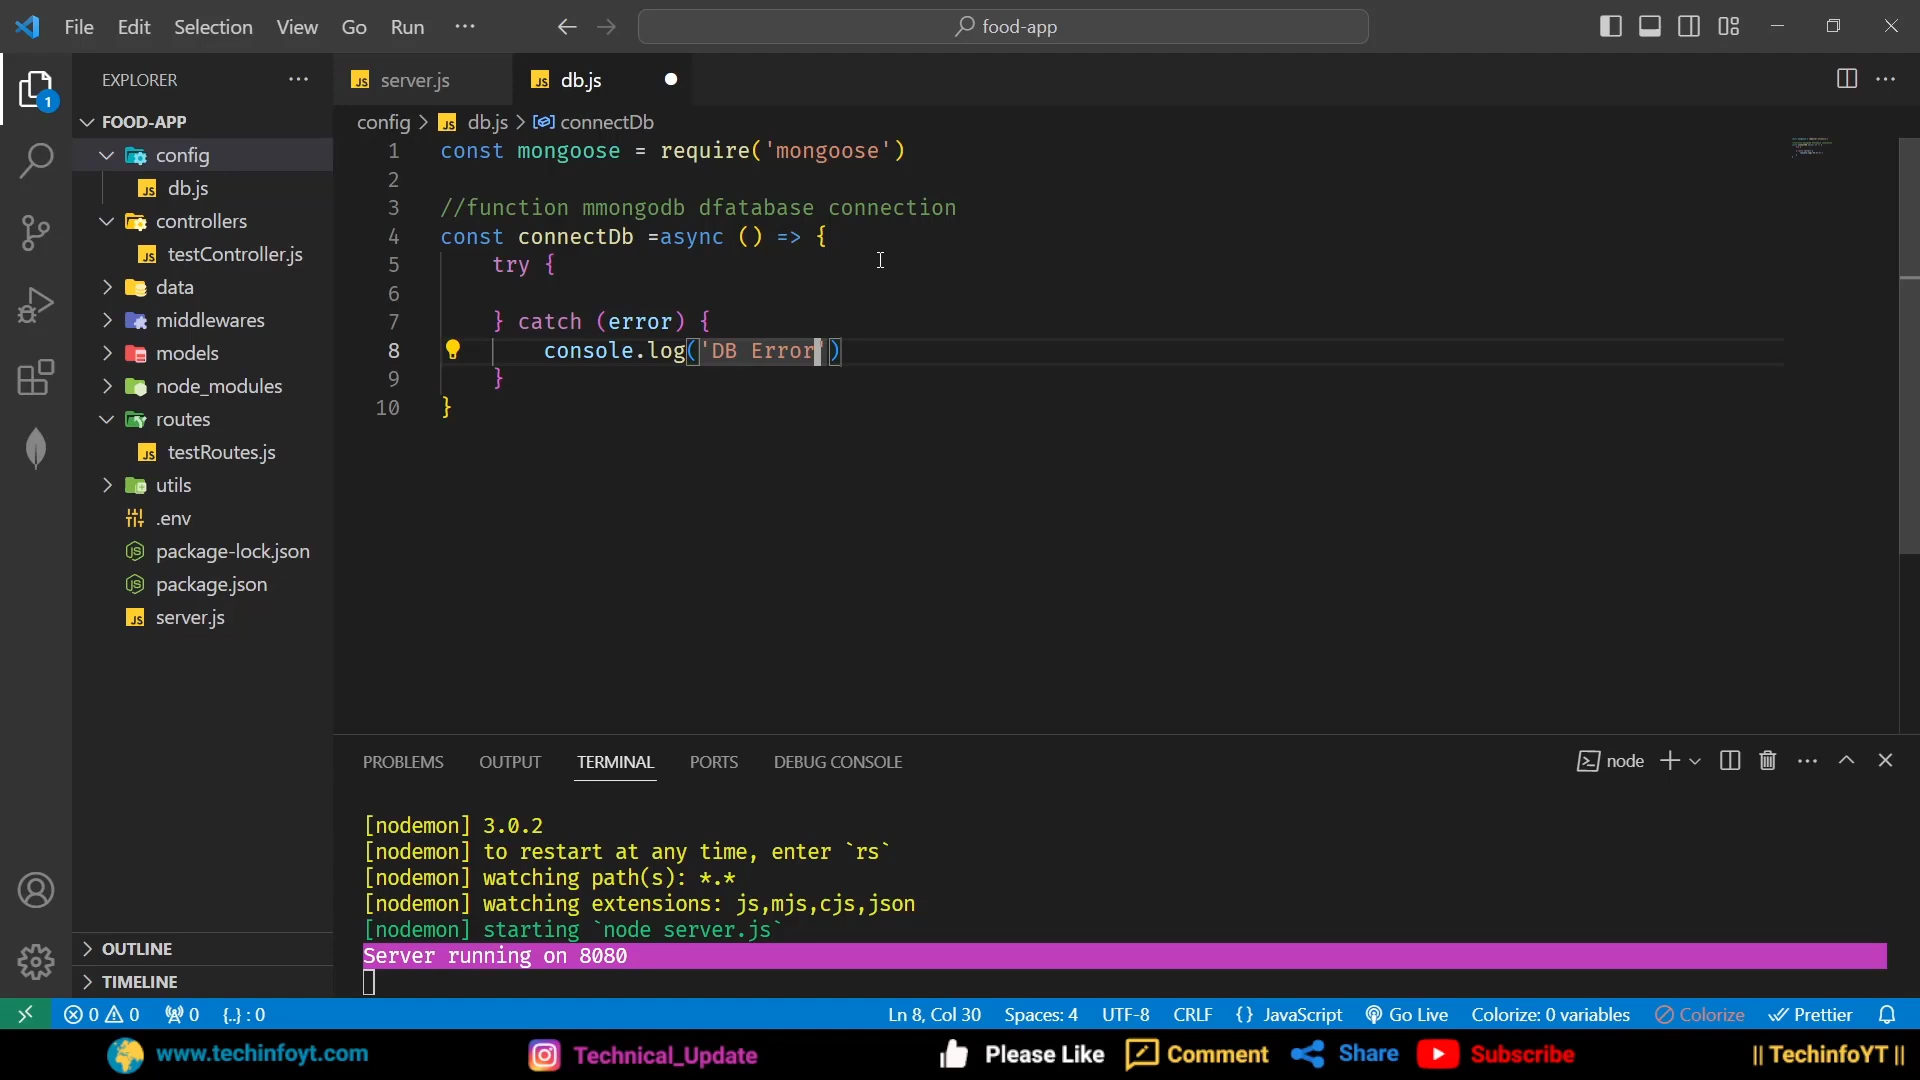 File Edit Selection View Go Run ··· food-app
EXPLORER ···
FOOD-APP
config
db.js
controllers
testController.js
data
middlewares
models
node_modules
routes
testRoutes.js
utils
.env
package-lock.json
package.json
server.js
OUTLINE
TIMELINE
1
JS server.js
JS db.js
config > JS db.js > connectDb
1 const mongoose = require('mongoose')
2
3 //function mmongodb dfatabase connection
4 const connectDb =async () => {
5 try {
6
7 } catch (error) {
8 console.log('DB Error')
9 }
10 }
PROBLEMS OUTPUT TERMINAL PORTS DEBUG CONSOLE node
[nodemon] 3.0.2
[nodemon] to restart at any time, enter `rs`
[nodemon] watching path(s): *.*
[nodemon] watching extensions: js,mjs,cjs,json
[nodemon] starting `node server.js`
Server running on 8080
0 0 0 {..} : 0 Ln 8, Col 30 Spaces: 4 UTF-8 CRLF {} JavaScript Go Live Colorize: 0 variables Colorize Prettier
www.techinfoyt.com Technical_Update Please Like Comment Share Subscribe || TechinfoYT ||